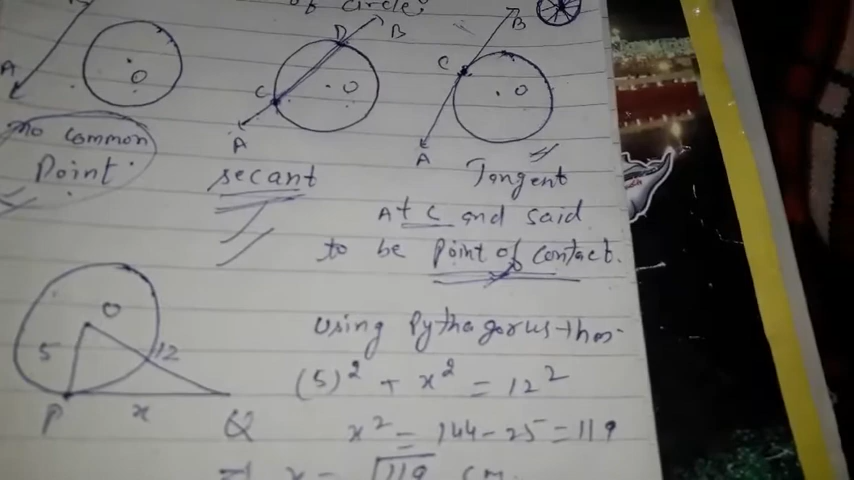 of circle:
A
O
D
B
C
O
A
B
C
O
A
no common
Point.
secant
Tangent
At C and said
to be Point of contact.
O
5
12
P
x
Q
using Pythagorus thm.
(5)² + x² = 12²
x² = 144 - 25 = 119
⇒ x = √119 cm.